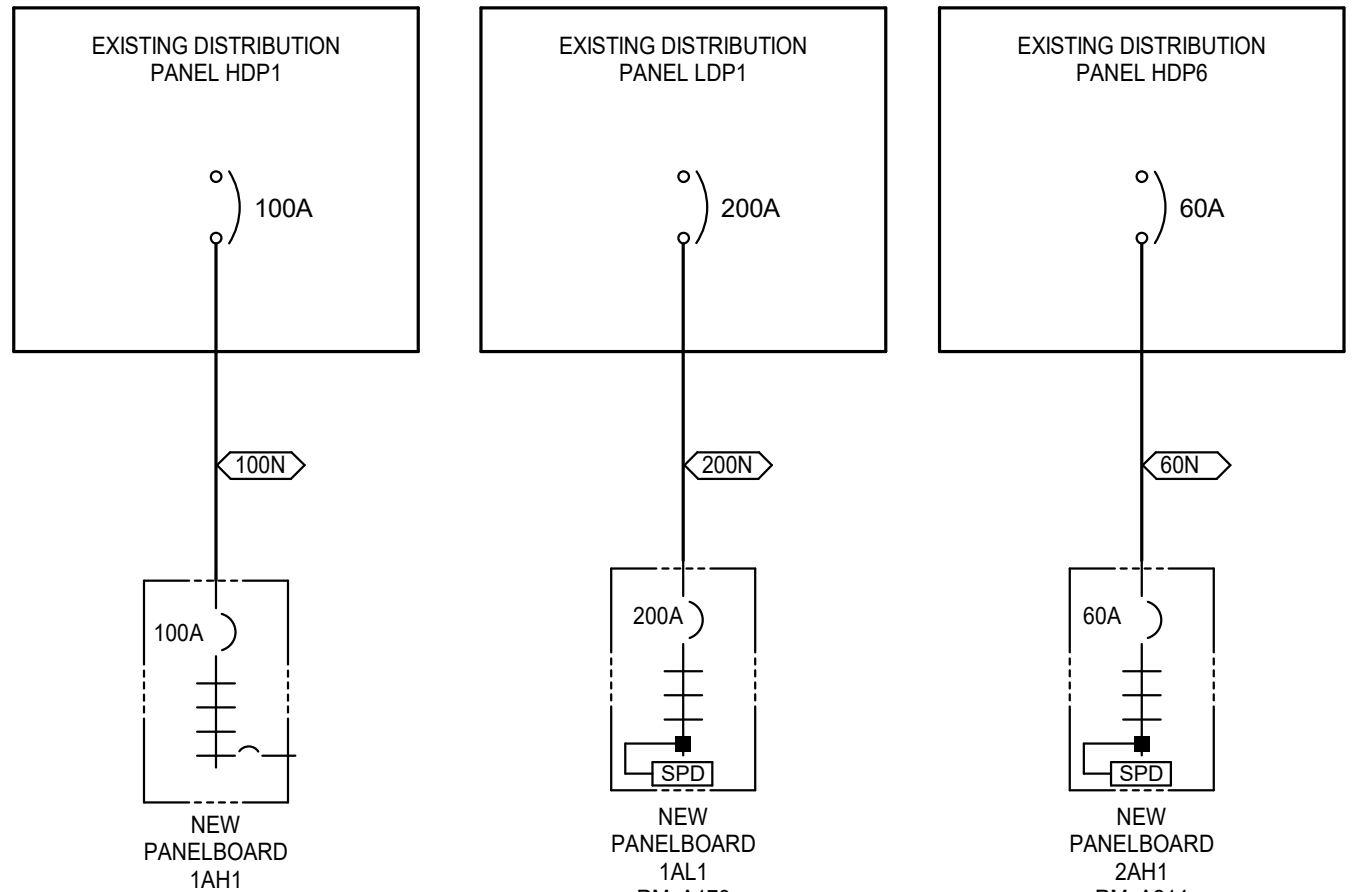 EXISTING DISTRIBUTION
PANEL HDP1
100A
100N
100A
NEW
PANELBOARD
1AH1
EXISTING DISTRIBUTION
PANEL LDP1
200A
200N
200A
SPD
NEW
PANELBOARD
1AL1
EXISTING DISTRIBUTION
PANEL HDP6
60A
60N
60A
SPD
NEW
PANELBOARD
2AH1